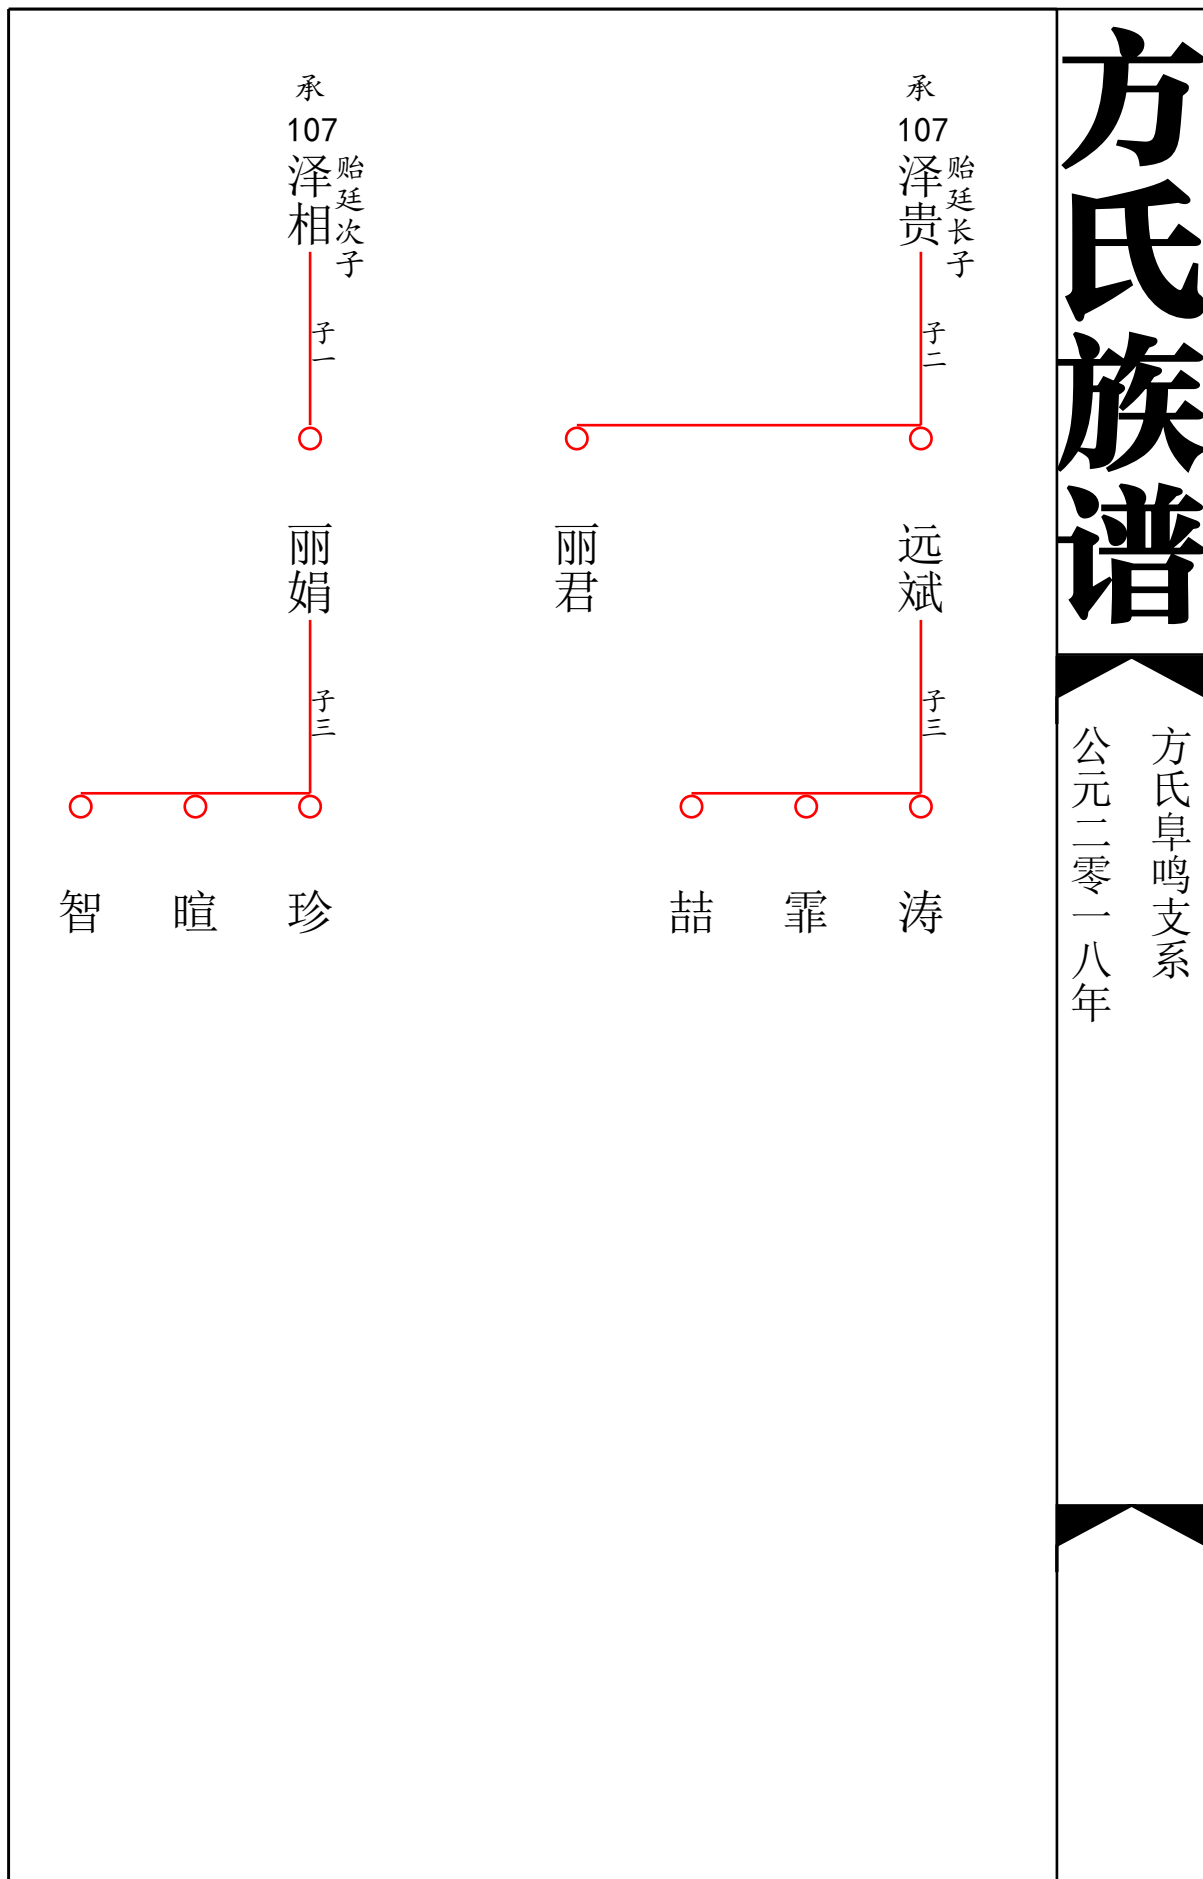 方氏族谱
方氏阜鸣支系
公元二零一八年
承
107
贻廷长子
泽贵
子二
远斌
丽君
子三
涛
霏
喆
承
107
贻廷次子
泽相
子一
丽娟
子三
珍
暄
智